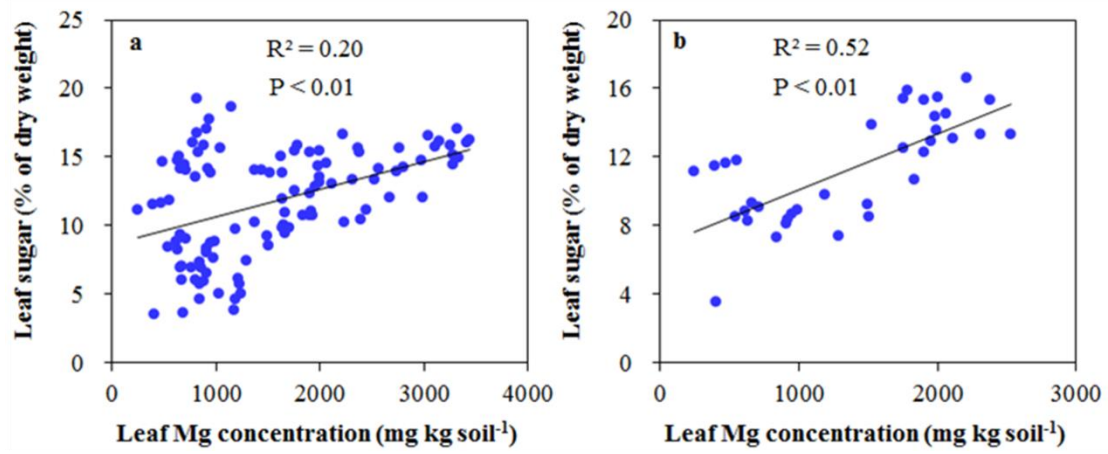 a
R² = 0.20
P < 0.01
Leaf sugar (% of dry weight)
25
20
15
10
5
0
0 1000 2000 3000 4000
Leaf Mg concentration (mg kg soil⁻¹)
b
R² = 0.52
P < 0.01
Leaf sugar (% of dry weight)
20
16
12
8
4
0
0 1000 2000 3000
Leaf Mg concentration (mg kg soil⁻¹)